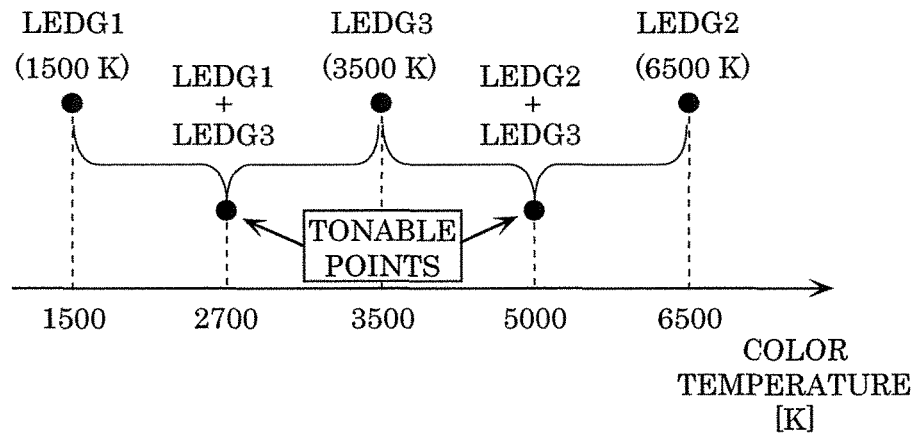 LEDG1
(1500 K)
LEDG1
+
LEDG3
LEDG3
(3500 K)
LEDG2
+
LEDG3
LEDG2
(6500 K)
TONABLE
POINTS
1500
2700
3500
5000
6500
COLOR
TEMPERATURE
[K]